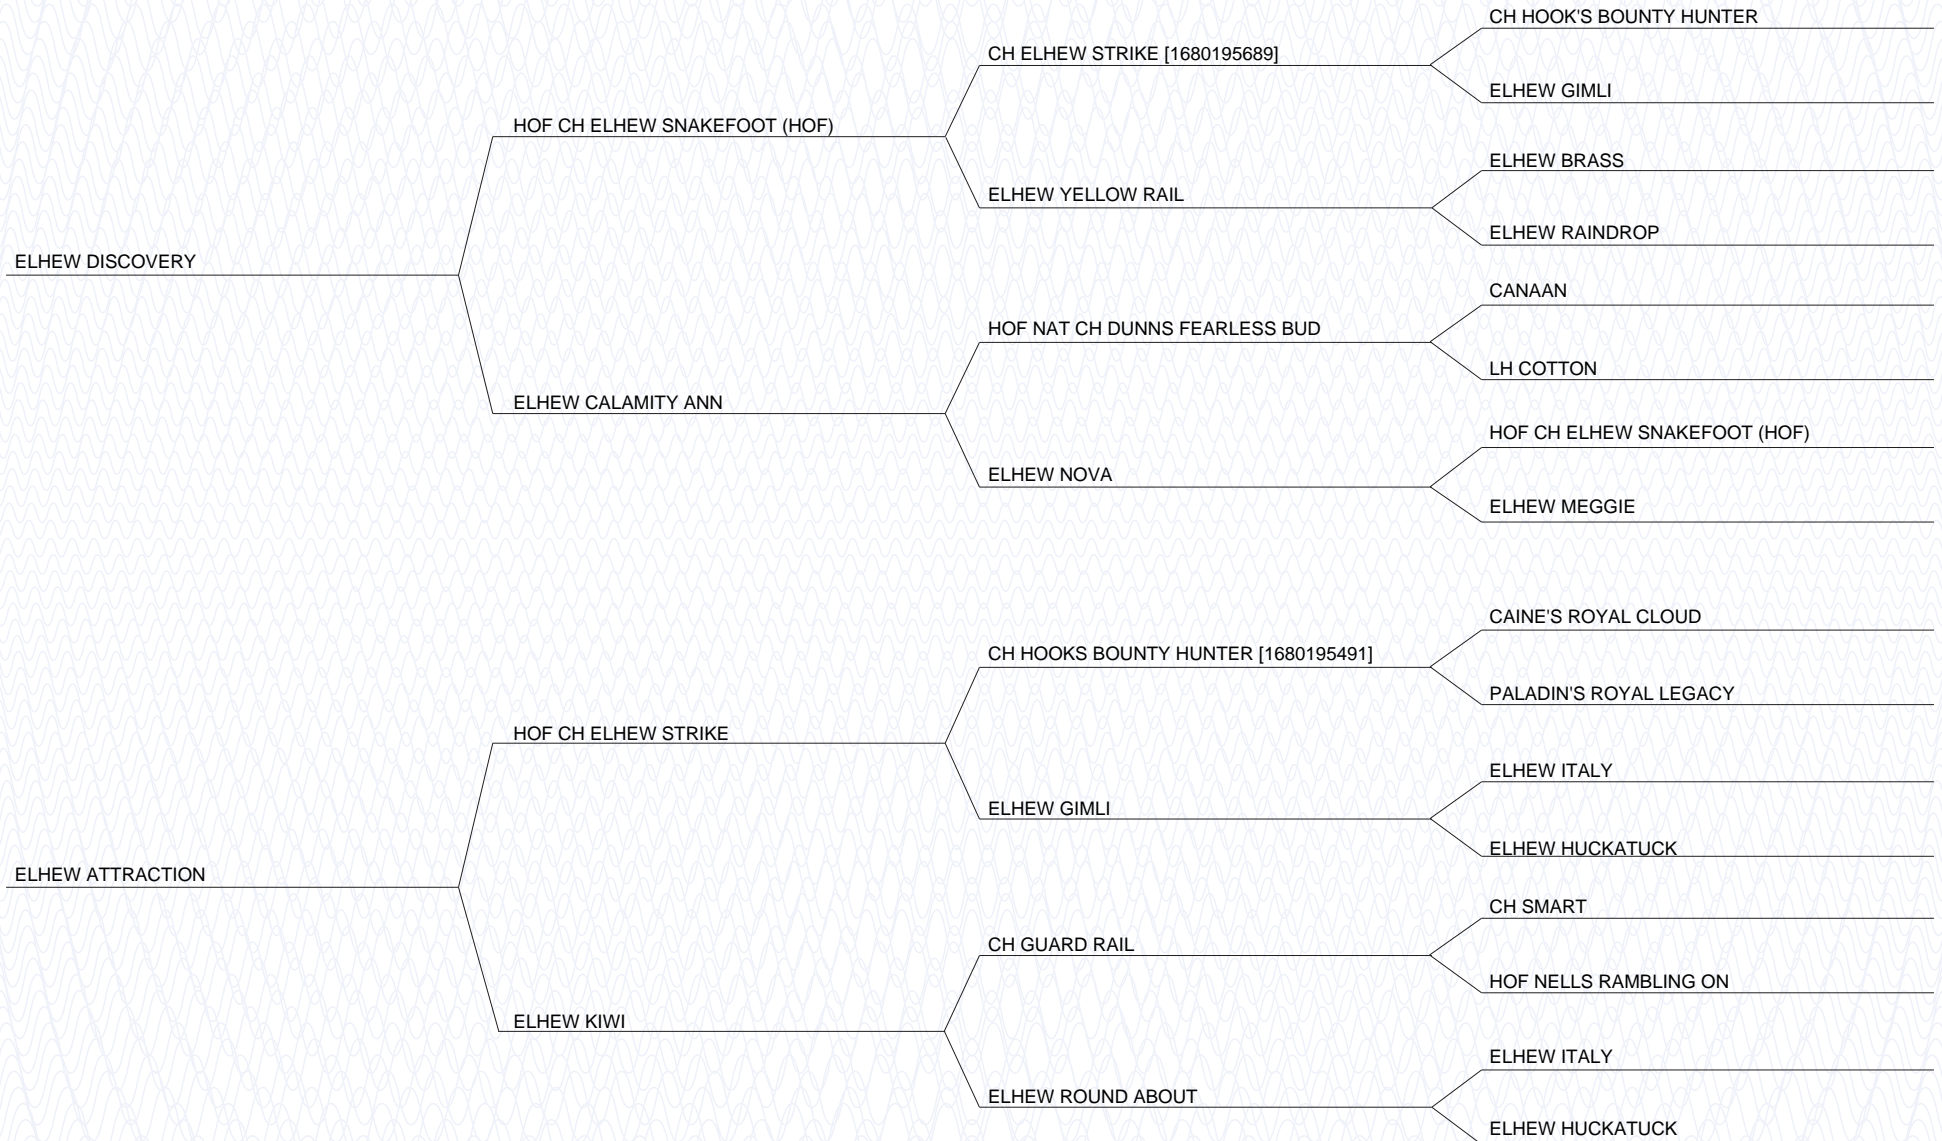 CH HOOK'S BOUNTY HUNTER
CH ELHEW STRIKE [1680195689]
ELHEW GIMLI
HOF CH ELHEW SNAKEFOOT (HOF)
ELHEW BRASS
ELHEW YELLOW RAIL
ELHEW RAINDROP
ELHEW DISCOVERY
CANAAN
HOF NAT CH DUNNS FEARLESS BUD
LH COTTON
ELHEW CALAMITY ANN
HOF CH ELHEW SNAKEFOOT (HOF)
ELHEW NOVA
ELHEW MEGGIE
CAINE'S ROYAL CLOUD
CH HOOKS BOUNTY HUNTER [1680195491]
PALADIN'S ROYAL LEGACY
HOF CH ELHEW STRIKE
ELHEW ITALY
ELHEW GIMLI
ELHEW HUCKATUCK
ELHEW ATTRACTION
CH SMART
CH GUARD RAIL
HOF NELLS RAMBLING ON
ELHEW KIWI
ELHEW ITALY
ELHEW ROUND ABOUT
ELHEW HUCKATUCK